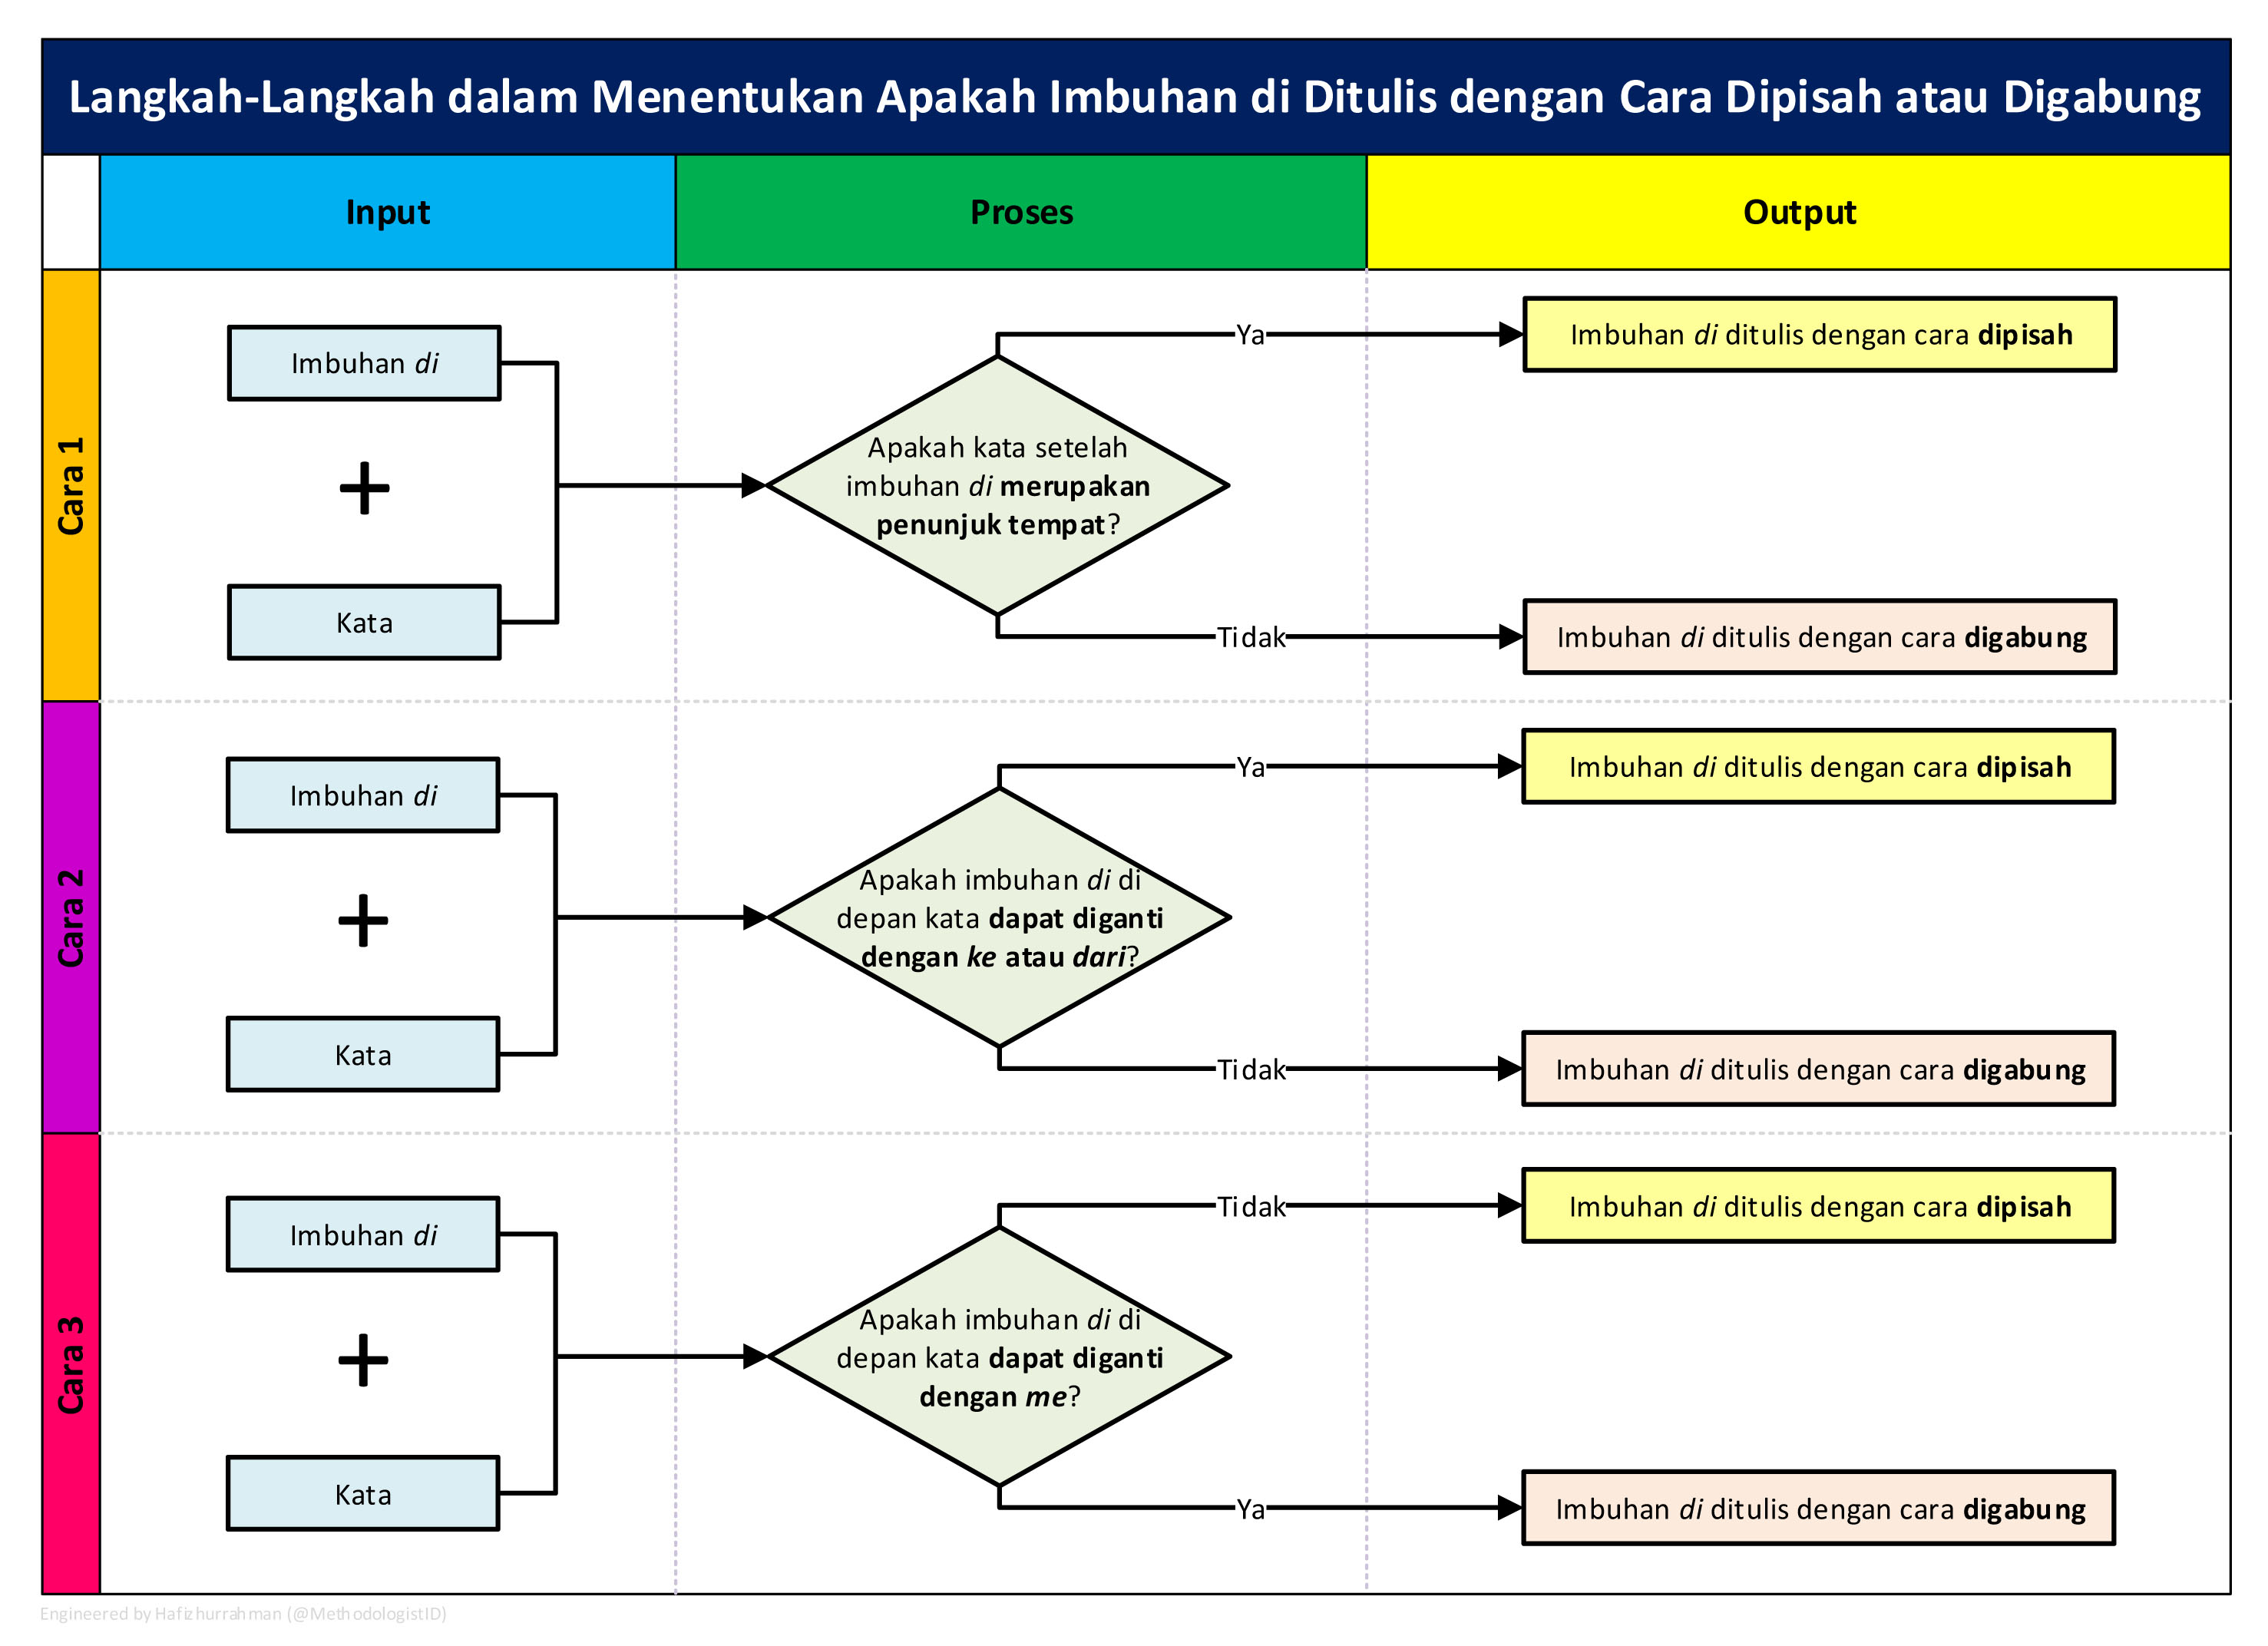 Langkah-Langkah dalam Menentukan Apakah Imbuhan di Ditulis dengan Cara Dipisah atau Digabung
Input
Proses
Output
Cara 1
Imbuhan di
+
Kata
Apakah kata setelah
imbuhan di merupakan
penunjuk tempat?
Ya
Imbuhan di ditulis dengan cara dipisah
Tidak
Imbuhan di ditulis dengan cara digabung
Cara 2
Imbuhan di
+
Kata
Apakah imbuhan di di
depan kata dapat diganti
dengan ke atau dari?
Ya
Imbuhan di ditulis dengan cara dipisah
Tidak
Imbuhan di ditulis dengan cara digabung
Cara 3
Imbuhan di
+
Kata
Apakah imbuhan di di
depan kata dapat diganti
dengan me?
Tidak
Imbuhan di ditulis dengan cara dipisah
Ya
Imbuhan di ditulis dengan cara digabung
Engineered by Hafizhurrahman (@MethodologistID)